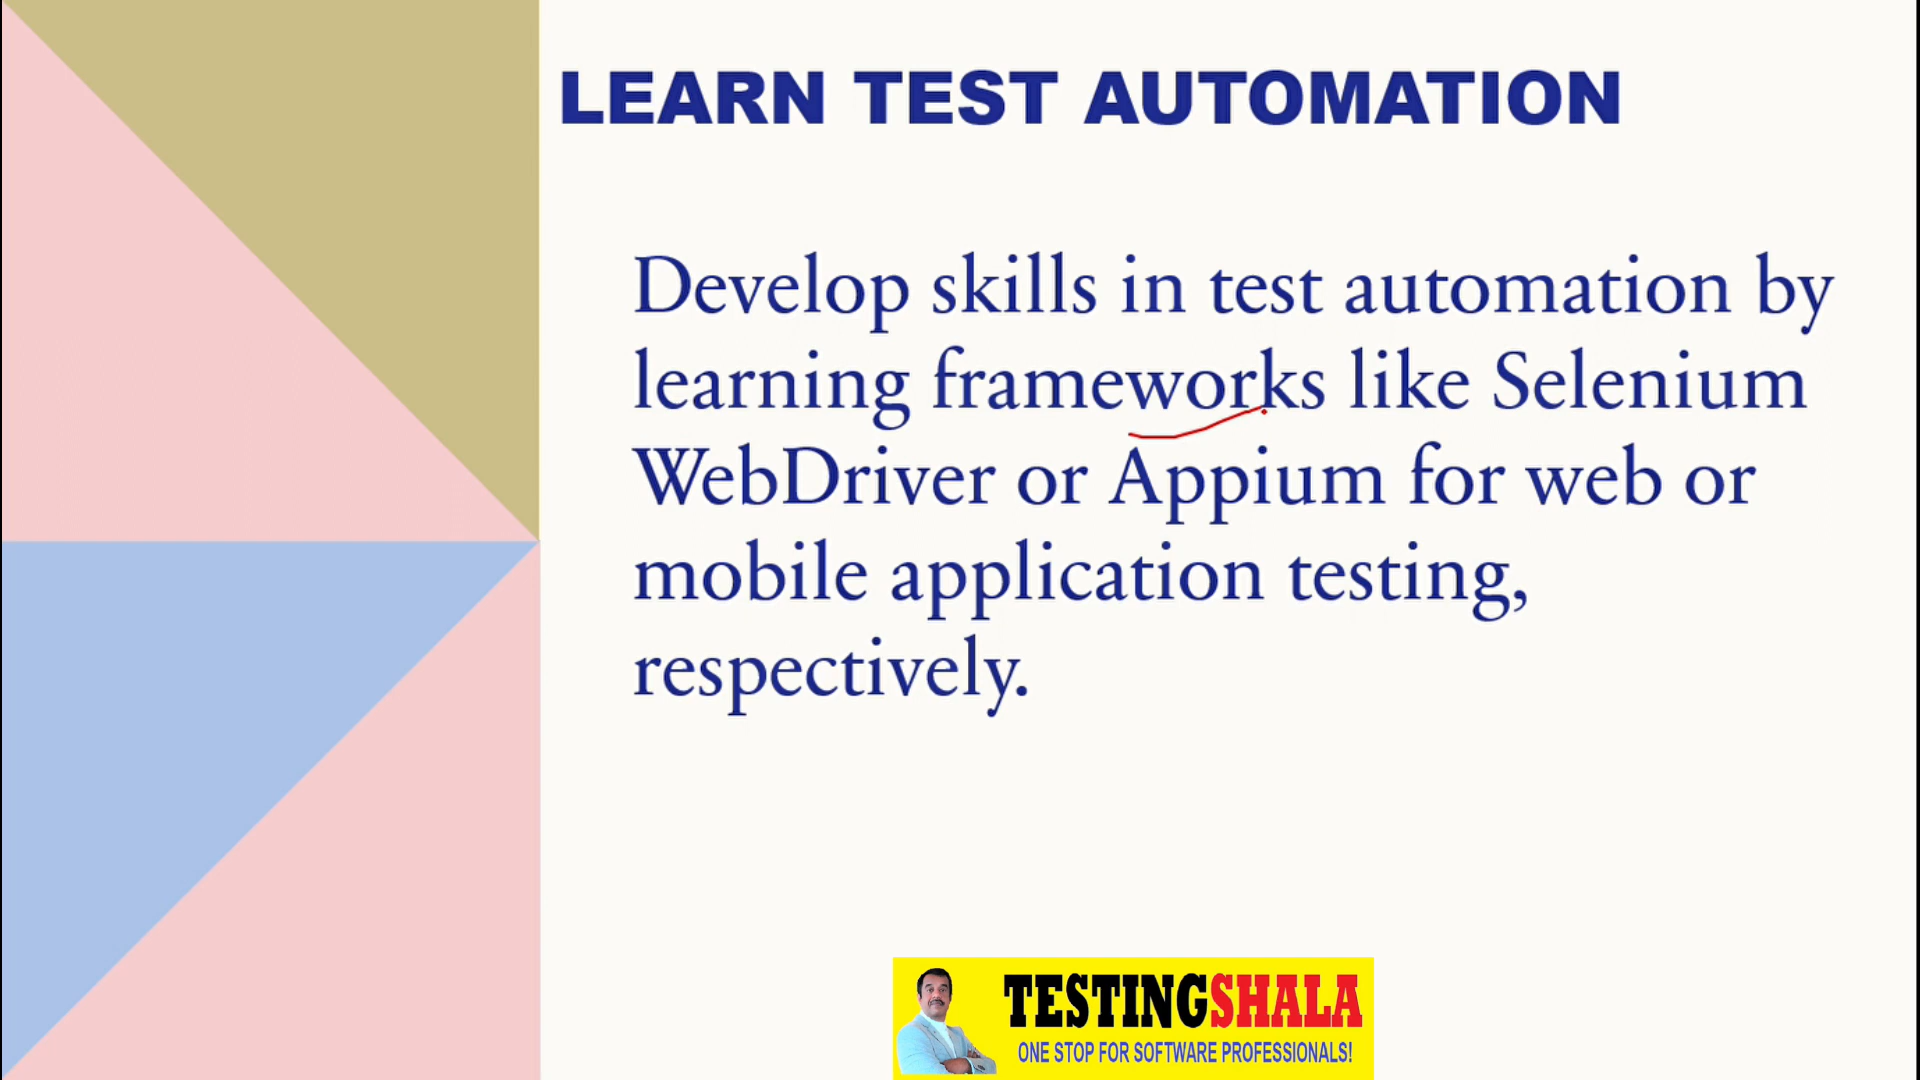 LEARN TEST AUTOMATION
Develop skills in test automation by
learning frameworks like Selenium
WebDriver or Appium for web or
mobile application testing,
respectively.
TESTINGSHALA
ONE STOP FOR SOFTWARE PROFESSIONALS!